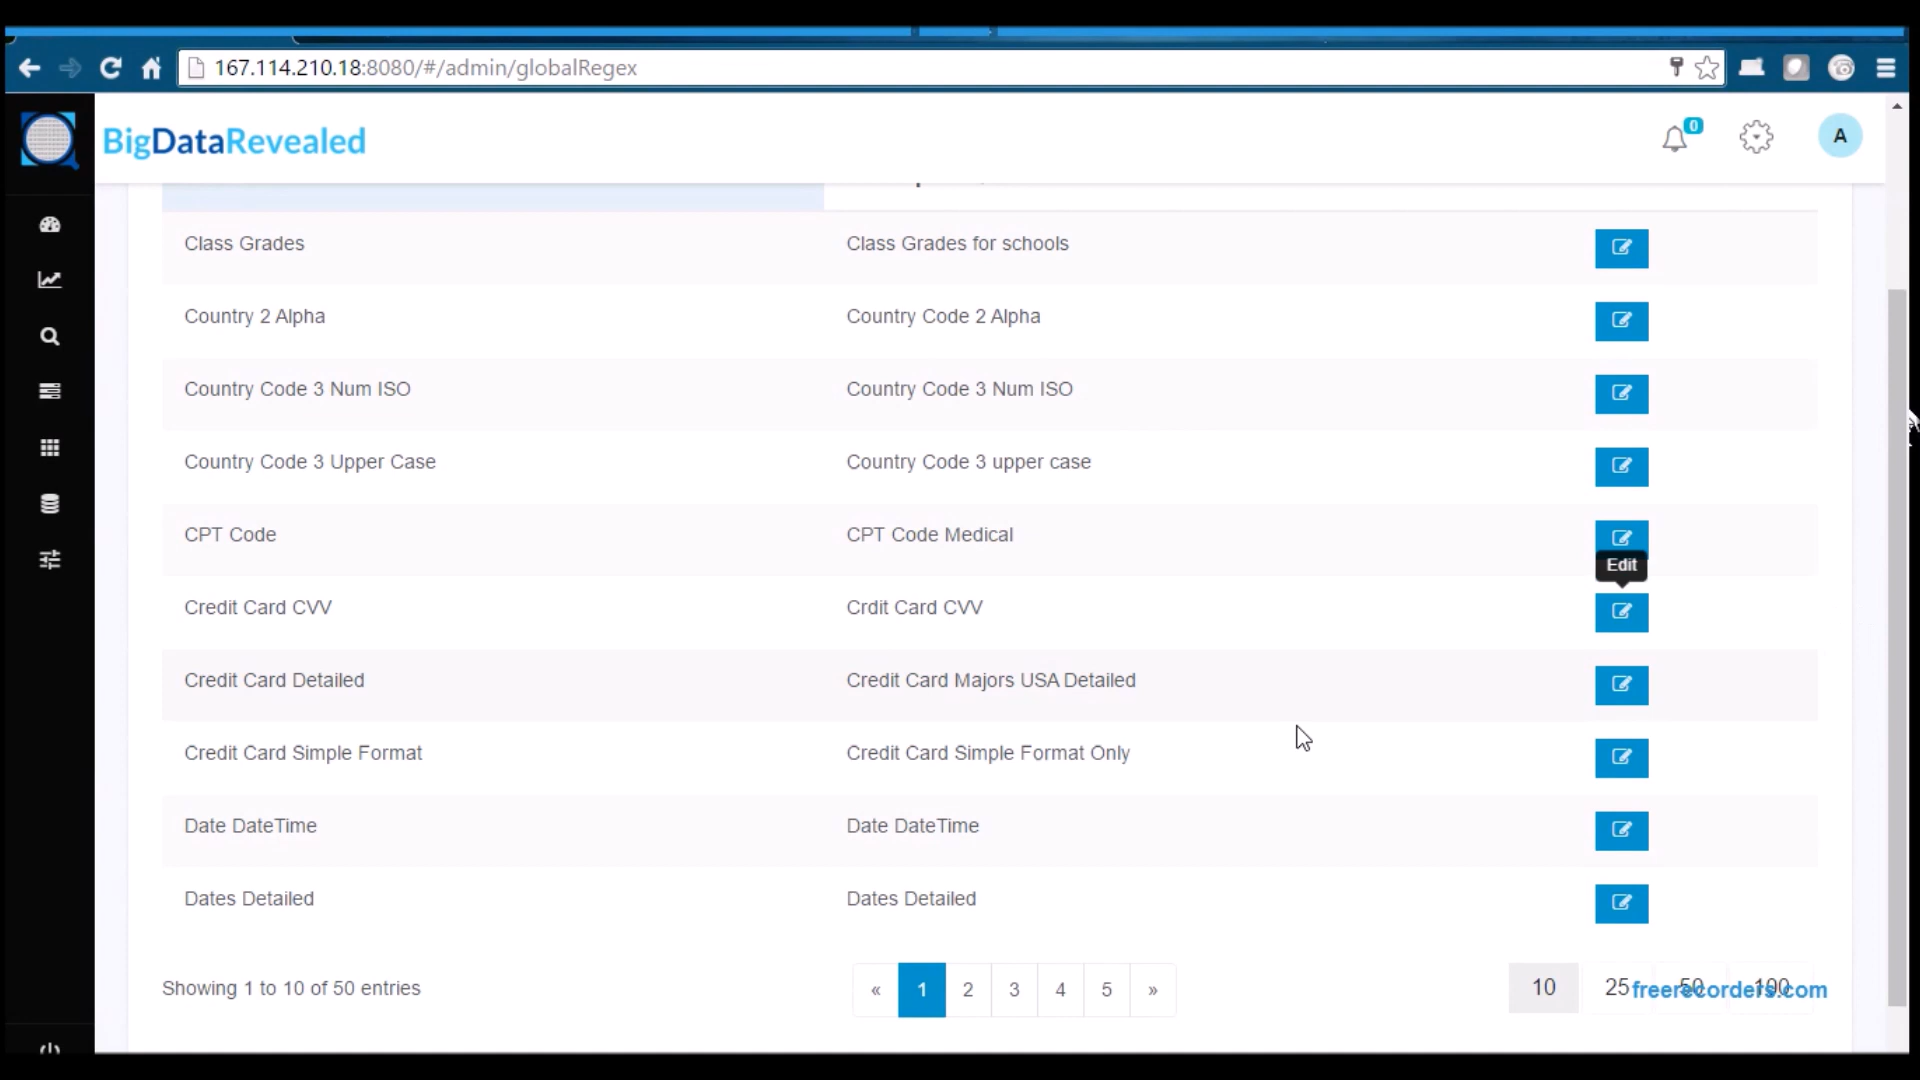 167.114.210.18:8080/#/admin/globalRegex
BigDataRevealed
0
A
Class Grades Class Grades for schools
Country 2 Alpha Country Code 2 Alpha
Country Code 3 Num ISO Country Code 3 Num ISO
Country Code 3 Upper Case Country Code 3 upper case
CPT Code CPT Code Medical
Edit
Credit Card CVV Crdit Card CVV
Credit Card Detailed Credit Card Majors USA Detailed
Credit Card Simple Format Credit Card Simple Format Only
Date DateTime Date DateTime
Dates Detailed Dates Detailed
Showing 1 to 10 of 50 entries « 1 2 3 4 5 » 10 25 50 100
freerecorders.com